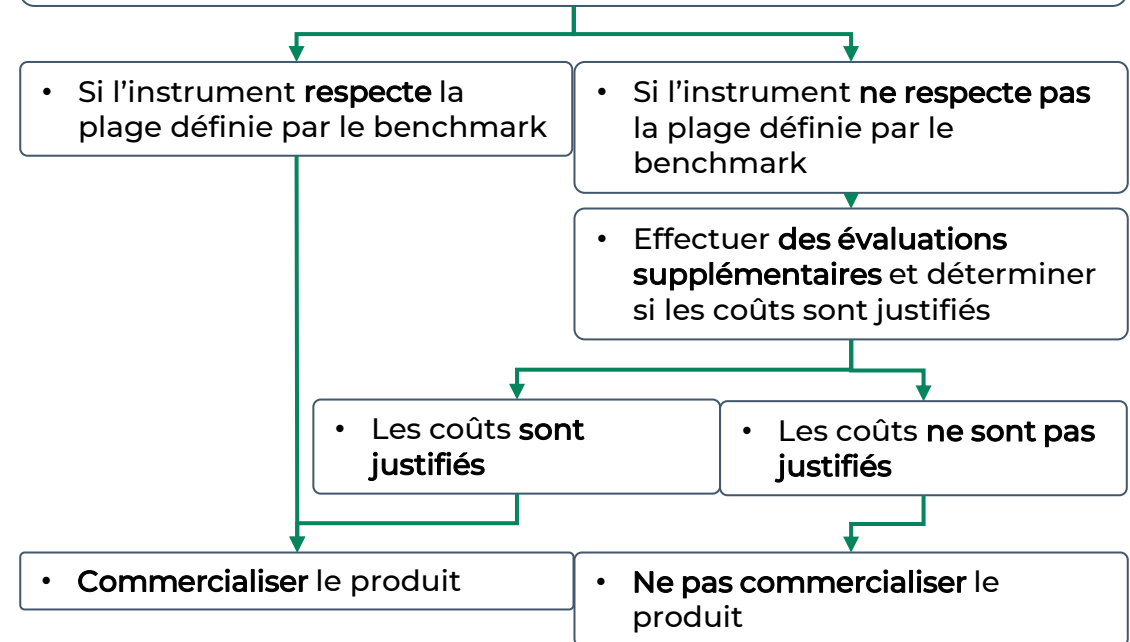 • Si l’instrument respecte la
plage définie par le benchmark
• Si l’instrument ne respecte pas
la plage définie par le
benchmark
• Effectuer des évaluations
supplémentaires et déterminer
si les coûts sont justifiés
• Les coûts sont
justifiés
• Les coûts ne sont pas
justifiés
• Commercialiser le produit
• Ne pas commercialiser le
produit